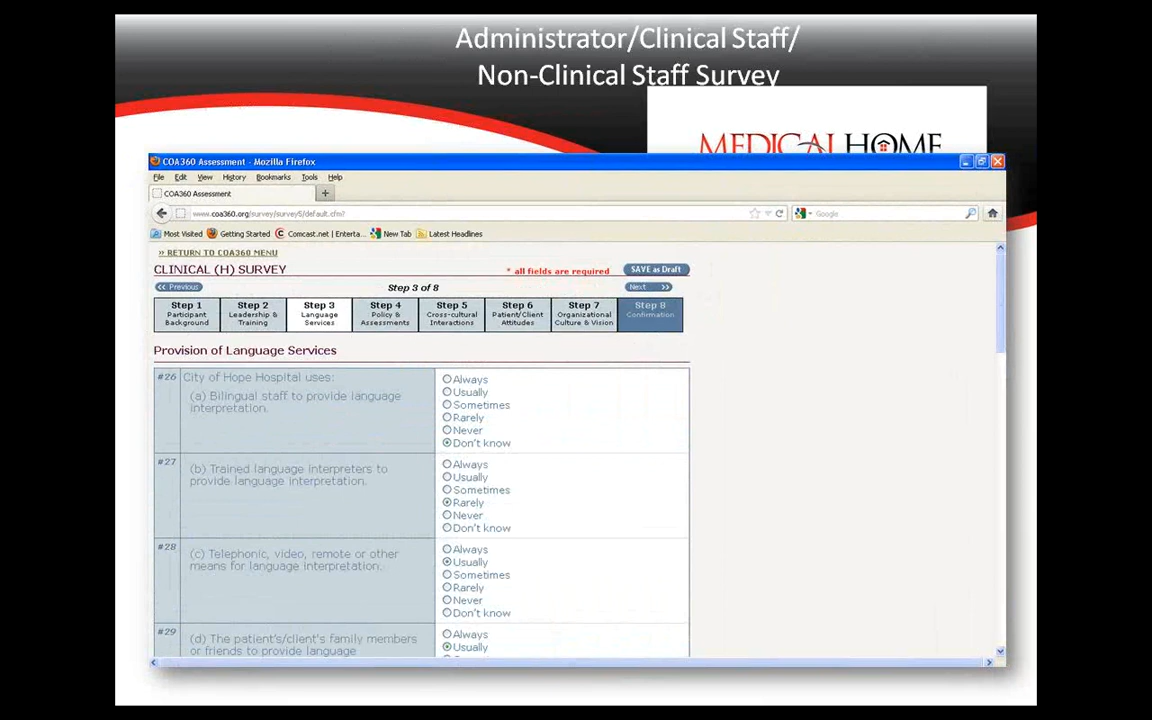 Administrator/Clinical Staff/
Non-Clinical Staff Survey
MEDICAL HOME
COA360 Assessment - Mozilla Firefox
File Edit View History Bookmarks Tools Help
COA360 Assessment
www.coa360.org/survey/survey5/default.cfm?
Google
Most Visited Getting Started Comcast.net | Enterta... New Tab Latest Headlines
» RETURN TO COA360 MENU
CLINICAL (H) SURVEY
* all fields are required
SAVE as Draft
<< Previous
Step 3 of 8
Next >>
Step 1 Participant Background
Step 2 Leadership & Training
Step 3 Language Services
Step 4 Policy & Assessments
Step 5 Cross-cultural Interactions
Step 6 Patient/Client Attitudes
Step 7 Organizational Culture & Vision
Step 8 Confirmation
Provision of Language Services
#26 City of Hope Hospital uses:
(a) Bilingual staff to provide language
interpretation.
Always
Usually
Sometimes
Rarely
Never
Don't know
#27
(b) Trained language interpreters to
provide language interpretation.
Always
Usually
Sometimes
Rarely
Never
Don't know
#28
(c) Telephonic, video, remote or other
means for language interpretation.
Always
Usually
Sometimes
Rarely
Never
Don't know
#29
(d) The patient's/client's family members
or friends to provide language
Always
Usually